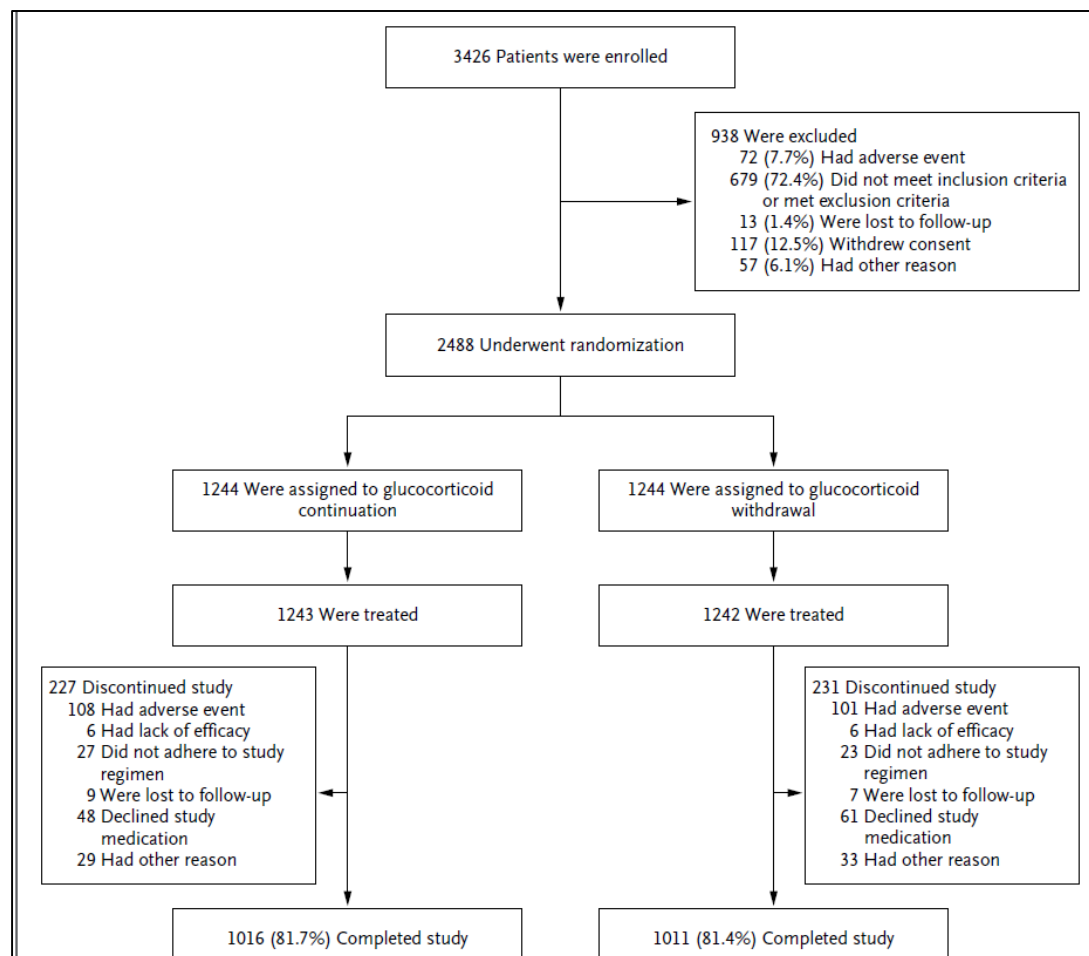 3426 Patients were enrolled
938 Were excluded
72 (7.7%) Had adverse event
679 (72.4%) Did not meet inclusion criteria
or met exclusion criteria
13 (1.4%) Were lost to follow-up
117 (12.5%) Withdrew consent
57 (6.1%) Had other reason
2488 Underwent randomization
1244 Were assigned to glucocorticoid
continuation
1244 Were assigned to glucocorticoid
withdrawal
1243 Were treated
1242 Were treated
227 Discontinued study
108 Had adverse event
6 Had lack of efficacy
27 Did not adhere to study
regimen
9 Were lost to follow-up
48 Declined study
medication
29 Had other reason
231 Discontinued study
101 Had adverse event
6 Had lack of efficacy
23 Did not adhere to study
regimen
7 Were lost to follow-up
61 Declined study
medication
33 Had other reason
1016 (81.7%) Completed study
1011 (81.4%) Completed study